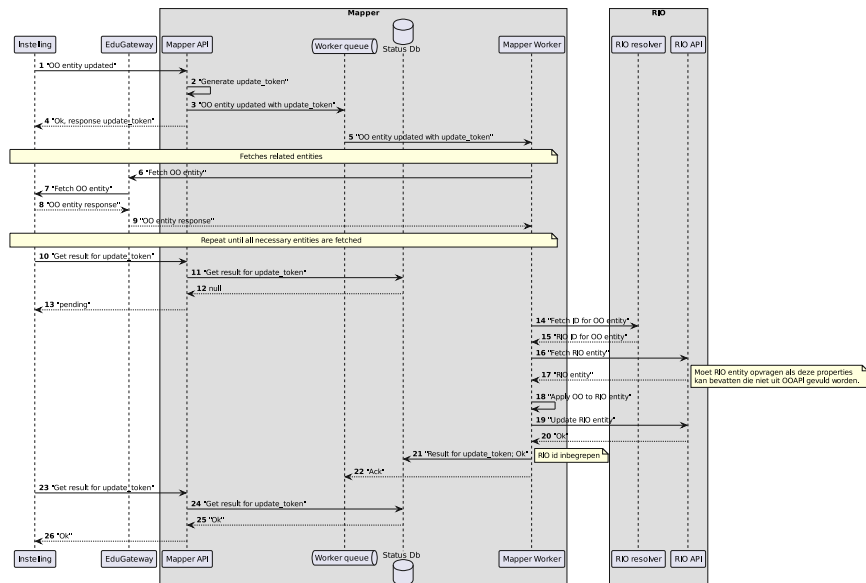 Mapper
RIO
Instelling
EduGateway
Mapper API
Worker queue
Status Db
Mapper Worker
RIO resolver
RIO API
1 "OO entity updated"
2 "Generate update_token"
3 "OO entity updated with update_token"
4 "Ok, response update_token"
5 "OO entity updated with update_token"
Fetches related entities
6 "Fetch OO entity"
7 "Fetch OO entity"
8 "OO entity response"
9 "OO entity response"
Repeat until all necessary entities are fetched
10 "Get result for update_token"
11 "Get result for update_token"
12 null
13 "pending"
14 "Fetch ID for OO entity"
15 "RIO ID for OO entity"
16 "Fetch RIO entity"
17 "RIO entity"
Moet RIO entity opvragen als deze properties
kan bevatten die niet uit OOAPI gevuld worden.
18 "Apply OO to RIO entity"
19 "Update RIO entity"
20 "Ok"
21 "Result for update_token; Ok"
RIO id inbegrepen
22 "Ack"
23 "Get result for update_token"
24 "Get result for update_token"
25 "Ok"
26 "Ok"
Instelling
EduGateway
Mapper API
Worker queue
Status Db
Mapper Worker
RIO resolver
RIO API